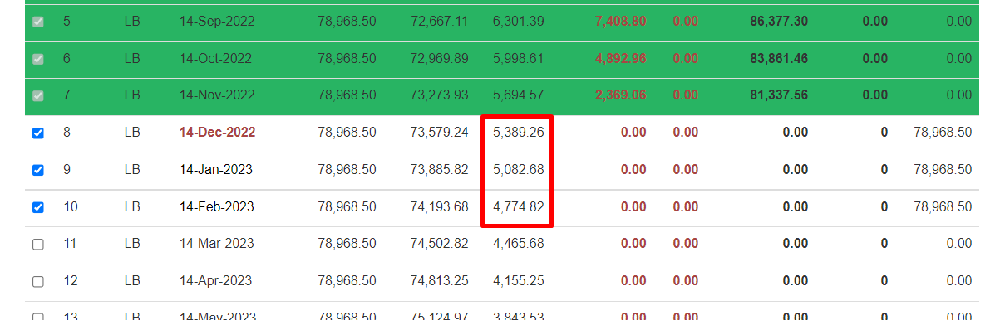 5 LB 14-Sep-2022 78,968.50 72,667.11 6,301.39 7,408.80 0.00 86,377.30 0.00 0.00
6 LB 14-Oct-2022 78,968.50 72,969.89 5,998.61 4,892.96 0.00 83,861.46 0.00 0.00
7 LB 14-Nov-2022 78,968.50 73,273.93 5,694.57 2,369.06 0.00 81,337.56 0.00 0.00
8 LB 14-Dec-2022 78,968.50 73,579.24 5,389.26 0.00 0.00 0.00 0 78,968.50
9 LB 14-Jan-2023 78,968.50 73,885.82 5,082.68 0.00 0.00 0.00 0 78,968.50
10 LB 14-Feb-2023 78,968.50 74,193.68 4,774.82 0.00 0.00 0.00 0 78,968.50
11 LB 14-Mar-2023 78,968.50 74,502.82 4,465.68 0.00 0.00 0.00 0 0.00
12 LB 14-Apr-2023 78,968.50 74,813.25 4,155.25 0.00 0.00 0.00 0 0.00
13 LB 14-May-2023 78,968.50 75,124.97 3,843.53 0.00 0.00 0.00 0 0.00